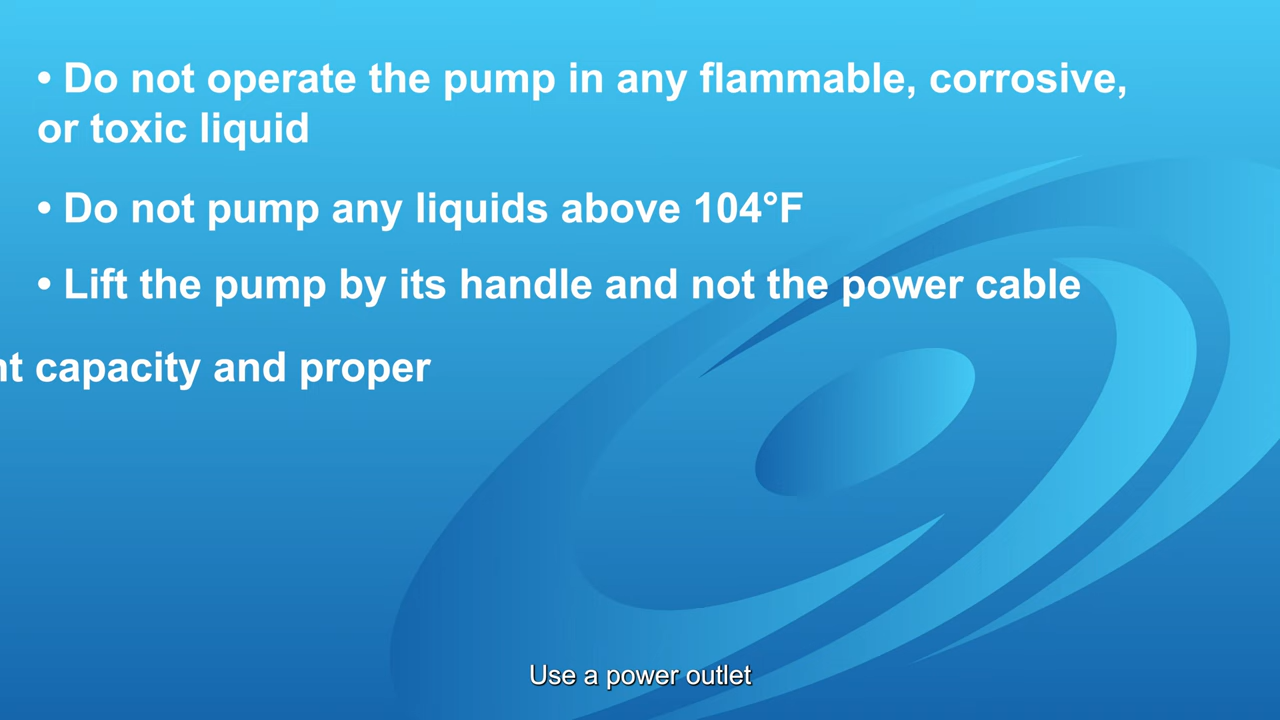 • Do not operate the pump in any flammable, corrosive,
or toxic liquid
• Do not pump any liquids above 104°F
• Lift the pump by its handle and not the power cable
capacity and proper
Use a power outlet